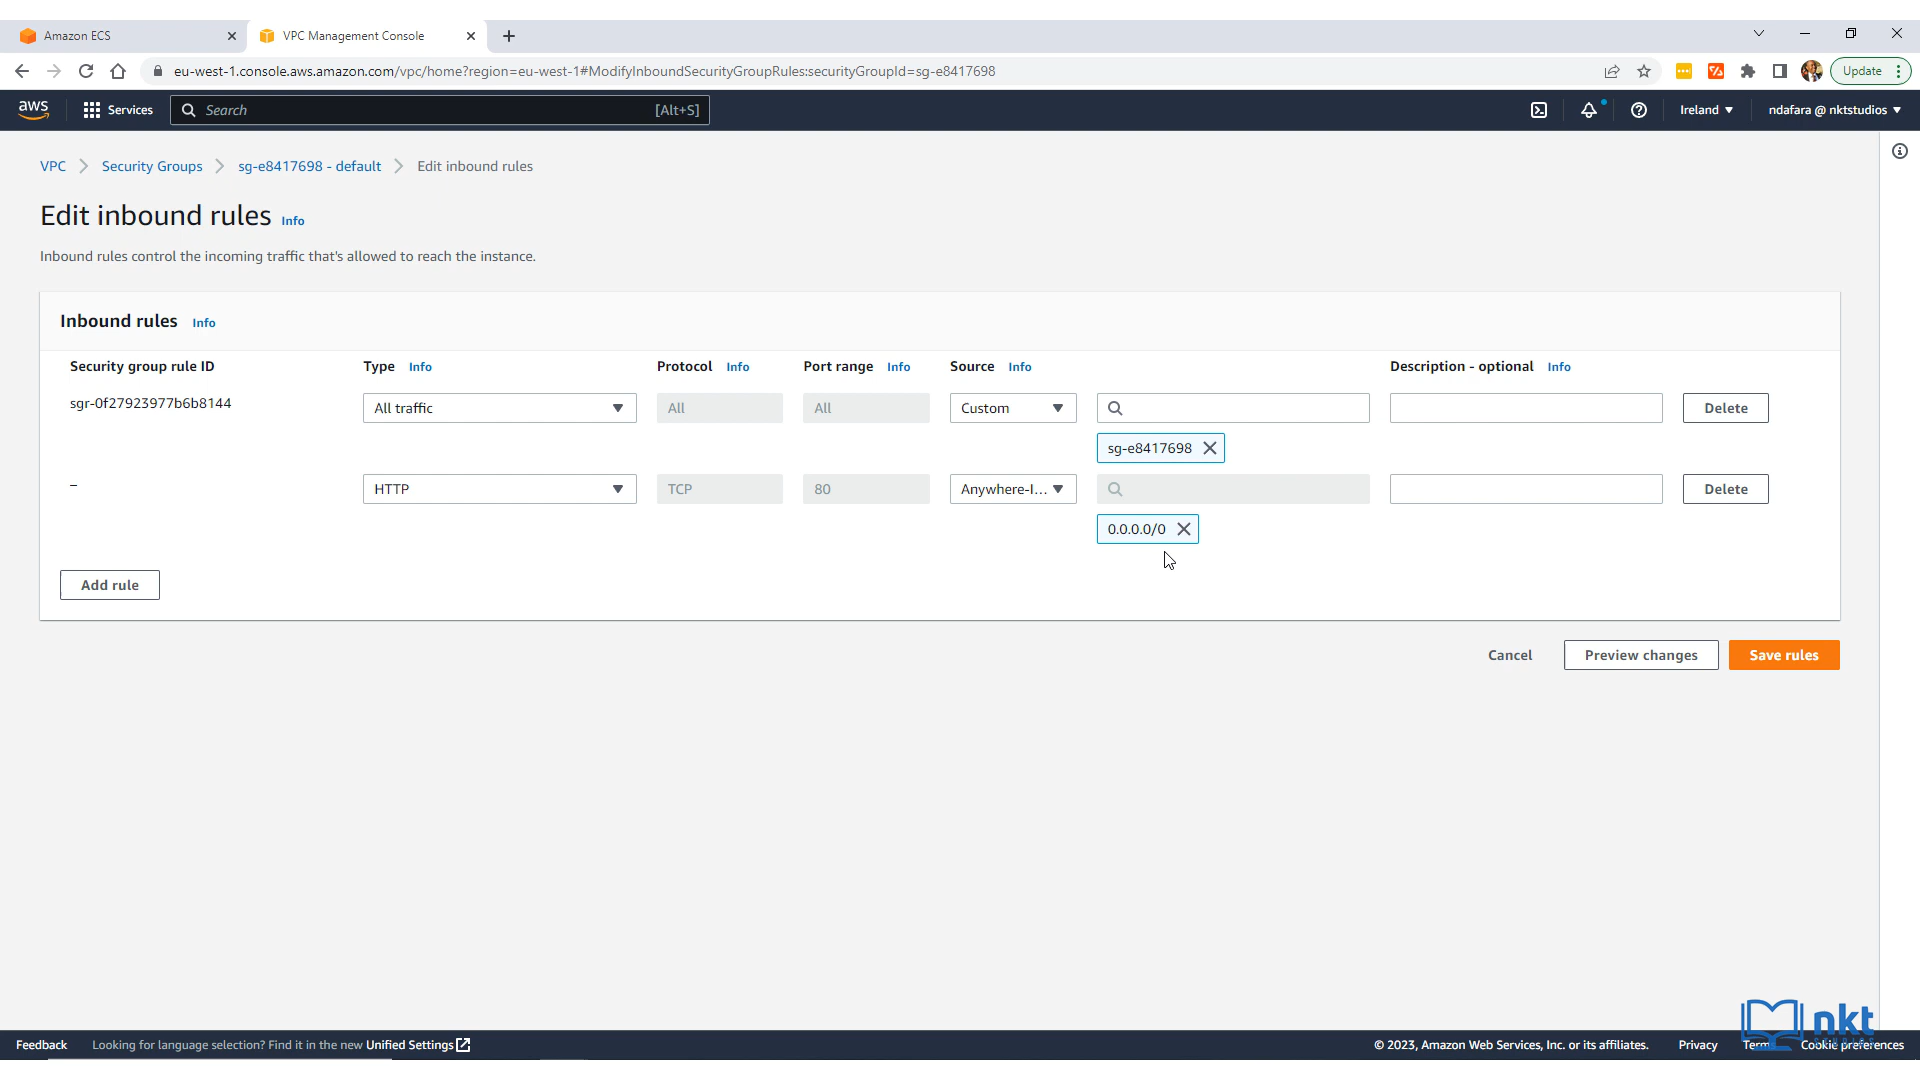 Amazon ECS
VPC Management Console
eu-west-1.console.aws.amazon.com/vpc/home?region=eu-west-1#ModifyInboundSecurityGroupRules:securityGroupId=sg-e8417698
Update
aws
Services
Search
[Alt+S]
Ireland
ndafara @ nktstudios
VPC
Security Groups
sg-e8417698 - default
Edit inbound rules
Edit inbound rules Info
Inbound rules control the incoming traffic that's allowed to reach the instance.
Inbound rules Info
Security group rule ID
Type Info
Protocol Info
Port range Info
Source Info
Description - optional Info
sgr-0f27923977b6b8144
All traffic
All
All
Custom
Delete
sg-e8417698
–
HTTP
TCP
80
Anywhere-I...
Delete
0.0.0.0/0
Add rule
Cancel
Preview changes
Save rules
nkt
Feedback
Looking for language selection? Find it in the new Unified Settings
© 2023, Amazon Web Services, Inc. or its affiliates.
Privacy
Cookie preferences